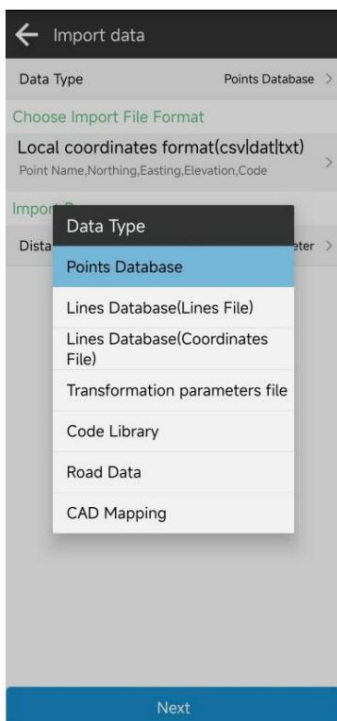 Import data
Data Type Points Database >
Choose Import File Format
Local coordinates format(csv|dat|txt)
Point Name,Northing,Easting,Elevation,Code >
Data Type
Points Database
Lines Database(Lines File)
Lines Database(Coordinates
File)
Transformation parameters file
Code Library
Road Data
CAD Mapping
Next